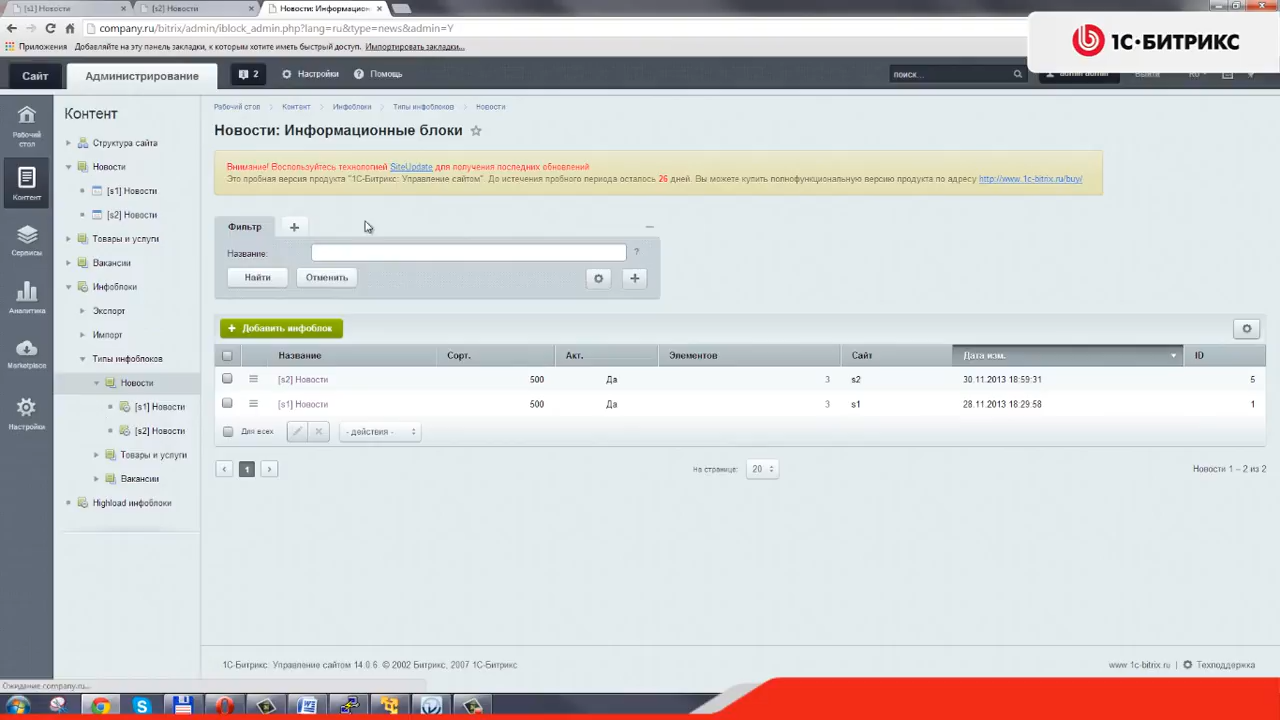 [s1] Новости
[s2] Новости
Новости: Информацион
company.ru/bitrix/admin/iblock_admin.php?lang=ru&type=news&admin=Y
Приложения Добавляйте на эту панель закладки, к которым хотите иметь быстрый доступ. Импортировать закладки...
1С·БИТРИКС
Сайт
Администрирование
2
Настройки
Помощь
поиск...
Рабочий стол
Контент
Инфоблоки
Типы инфоблоков
Новости
Рабочий стол
Контент
Сервисы
Аналитика
Marketplace
Настройки
Контент
Структура сайта
Новости
[s1] Новости
[s2] Новости
Товары и услуги
Вакансии
Инфоблоки
Экспорт
Импорт
Типы инфоблоков
Новости
[s1] Новости
[s2] Новости
Товары и услуги
Вакансии
Highload инфоблоки
Новости: Информационные блоки
Внимание! Воспользуйтесь технологией SiteUpdate для получения последних обновлений
Это пробная версия продукта "1С-Битрикс: Управление сайтом". До истечения пробного периода осталось 26 дней. Вы можете купить полнофункциональную версию продукта по адресу http://www.1c-bitrix.ru/buy/
Фильтр
Название: ?
Найти Отменить
+ Добавить инфоблок
Название Сорт. Акт. Элементов Сайт Дата изм. ID
[s2] Новости 500 Да 3 s2 30.11.2013 18:59:31 5
[s1] Новости 500 Да 3 s1 28.11.2013 18:29:58 1
Для всех - действия -
1 На странице: 20 Новости 1 – 2 из 2
1С-Битрикс: Управление сайтом 14.0.6 © 2002 Битрикс, 2007 1С-Битрикс www.1c-bitrix.ru Техподдержка
Ожидание company.ru...